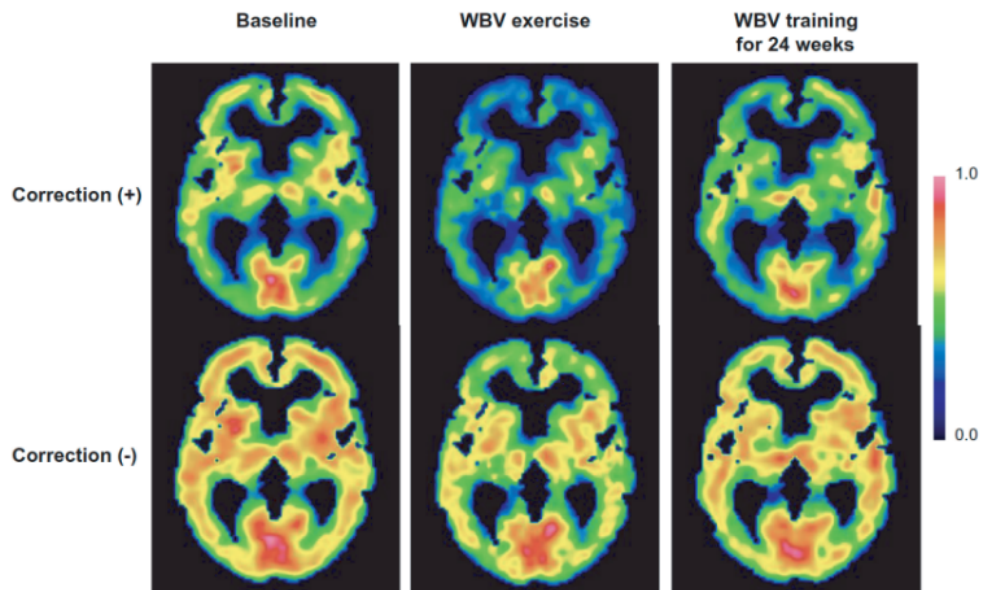 Baseline
WBV exercise
WBV training
for 24 weeks
Correction (+)
1.0
0.0
Correction (-)